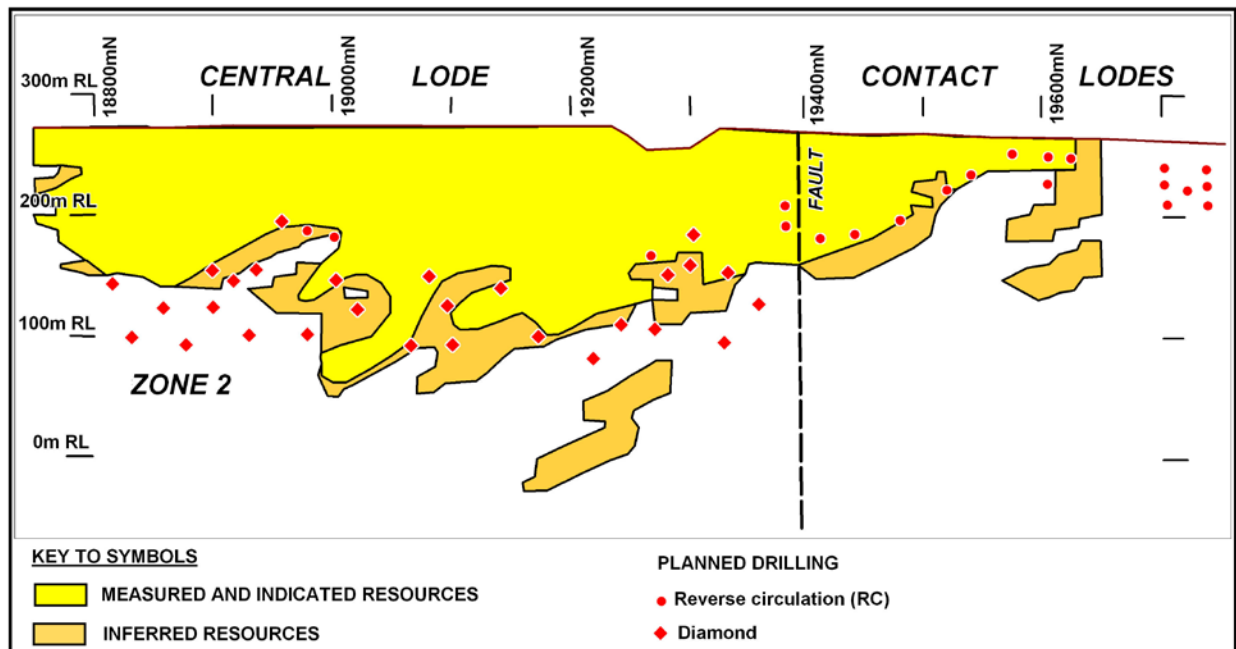 18800mN
19000mN
19200mN
19400mN
19600mN
CENTRAL LODE
CONTACT LODES
300m RL
FAULT
200m RL
100m RL
ZONE 2
0m RL
KEY TO SYMBOLS
MEASURED AND INDICATED RESOURCES
INFERRED RESOURCES
PLANNED DRILLING
Reverse circulation (RC)
Diamond